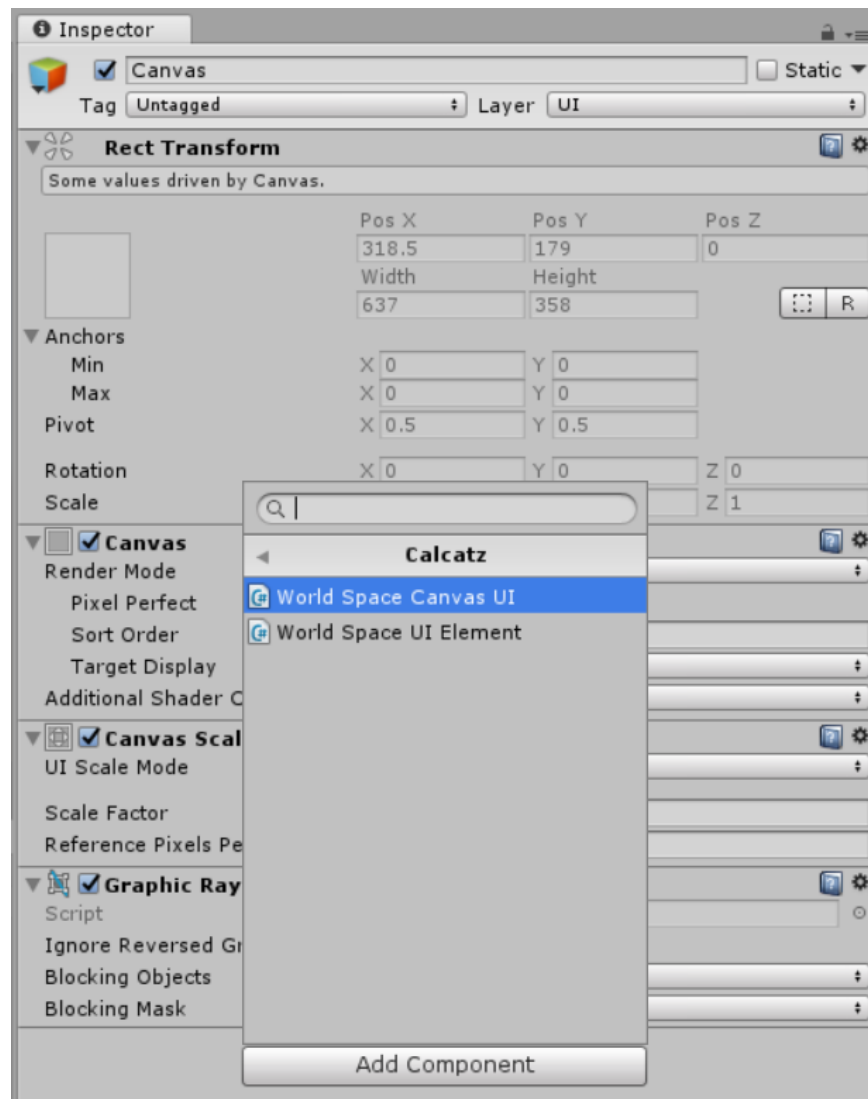 Inspector
Canvas Static
Tag Untagged Layer UI
Rect Transform
Some values driven by Canvas.
Pos X Pos Y Pos Z
318.5 179 0
Width Height
637 358
R
Anchors
Min X 0 Y 0
Max X 0 Y 0
Pivot X 0.5 Y 0.5
Rotation X 0 Y 0 Z 0
Scale Z 1
Canvas
Calcatz
Render Mode
World Space Canvas UI
Pixel Perfect
Sort Order
World Space UI Element
Target Display
Additional Shader C
Canvas Scal
UI Scale Mode
Scale Factor
Reference Pixels Pe
Graphic Ray
Script
Ignore Reversed Gr
Blocking Objects
Blocking Mask
Add Component